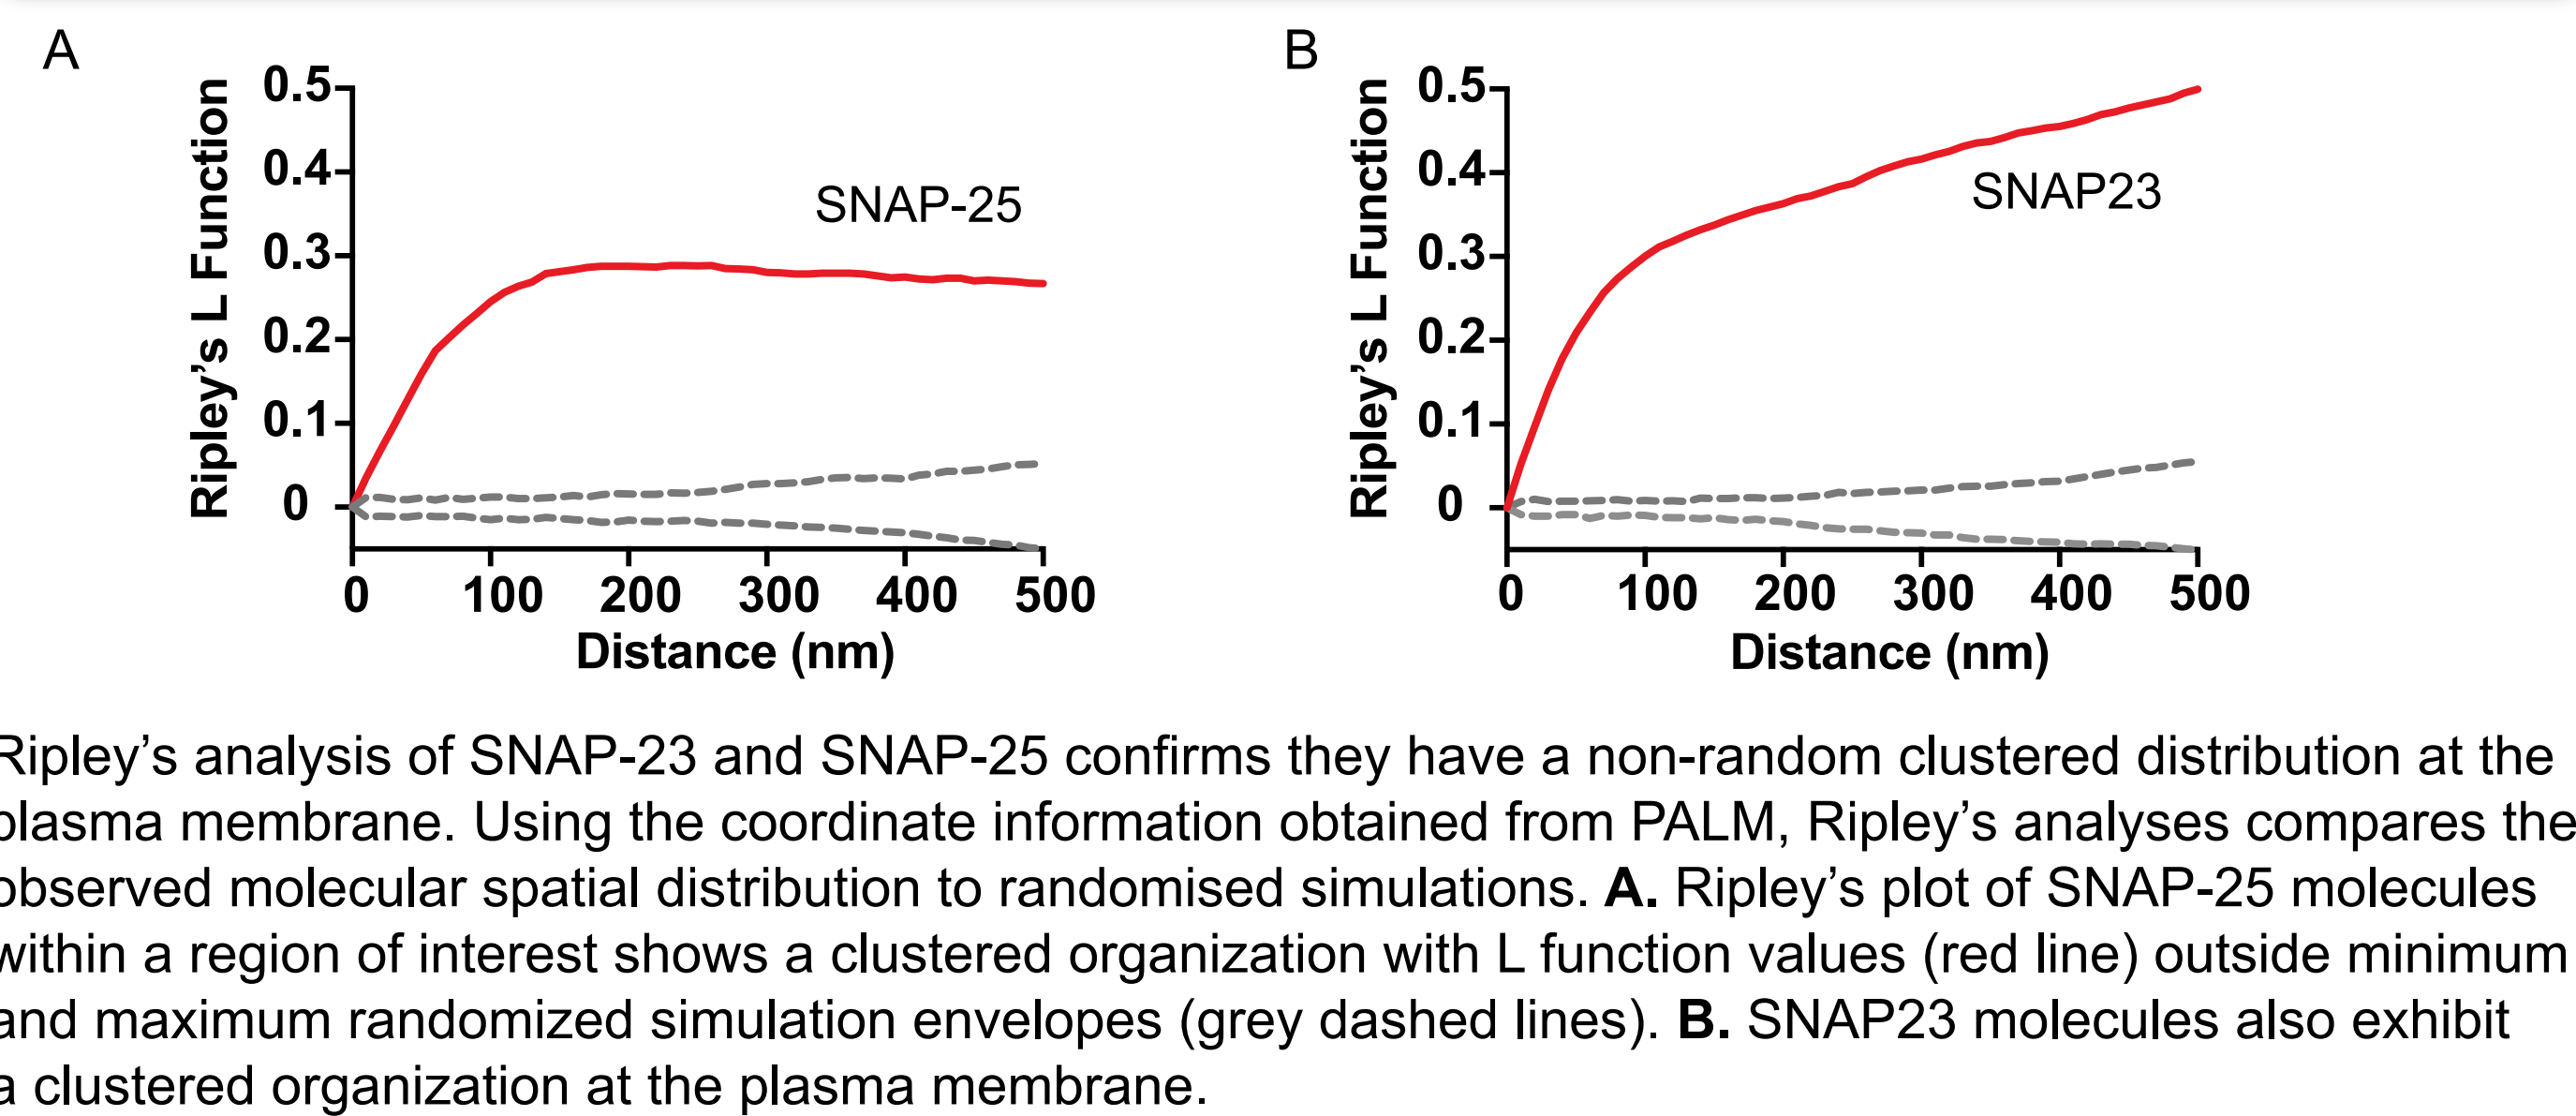 A
B
Ripley's L Function
0.5
0.4
0.3
0.2
0.1
0
SNAP-25
0
100
200
300
400
500
Distance (nm)
Ripley's L Function
0.5
0.4
0.3
0.2
0.1
0
SNAP23
0
100
200
300
400
500
Distance (nm)
Ripley's analysis of SNAP-23 and SNAP-25 confirms they have a non-random clustered distribution at the
plasma membrane. Using the coordinate information obtained from PALM, Ripley's analyses compares the
observed molecular spatial distribution to randomised simulations. A. Ripley's plot of SNAP-25 molecules
within a region of interest shows a clustered organization with L function values (red line) outside minimum
and maximum randomized simulation envelopes (grey dashed lines). B. SNAP23 molecules also exhibit
a clustered organization at the plasma membrane.